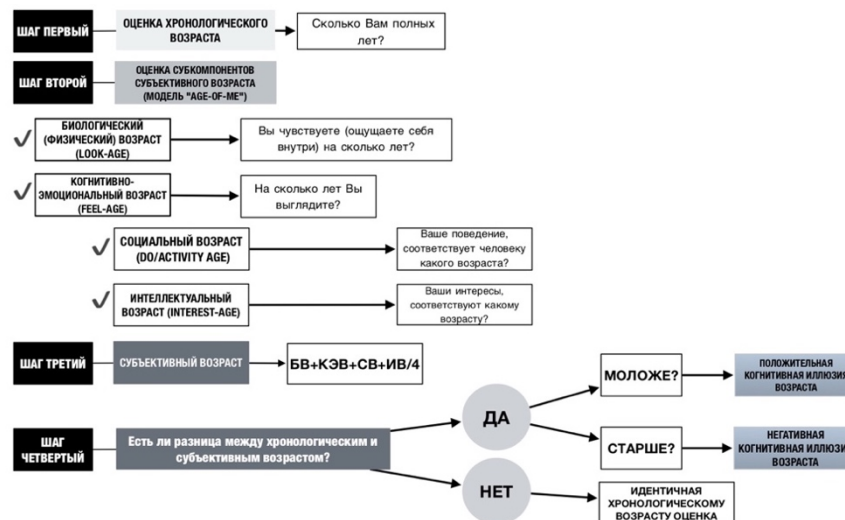 ШАГ ПЕРВЫЙ
ОЦЕНКА ХРОНОЛОГИЧЕСКОГО
ВОЗРАСТА
Сколько Вам полных
лет?
ШАГ ВТОРОЙ
ОЦЕНКА СУБКОМПОНЕНТОВ
СУБЪЕКТИВНОГО ВОЗРАСТА
(МОДЕЛЬ "AGE-OF-ME")
БИОЛОГИЧЕСКИЙ
(ФИЗИЧЕСКИЙ) ВОЗРАСТ
(LOOK-AGE)
Вы чувствуете (ощущаете себя
внутри) на сколько лет?
КОГНИТИВНО-
ЭМОЦИОНАЛЬНЫЙ ВОЗРАСТ
(FEEL-AGE)
На сколько лет Вы
выглядите?
СОЦИАЛЬНЫЙ ВОЗРАСТ
(DO/ACTIVITY AGE)
Ваше поведение,
соответствует человеку
какого возраста?
ИНТЕЛЛЕКТУАЛЬНЫЙ
ВОЗРАСТ (INTEREST-AGE)
Ваши интересы,
соответствуют какому
возрасту?
ШАГ ТРЕТИЙ
СУБЪЕКТИВНЫЙ ВОЗРАСТ
БВ+КЭВ+СВ+ИВ/4
ШАГ
ЧЕТВЕРТЫЙ
Есть ли разница между хронологическим и
субъективным возрастом?
ДА
МОЛОЖЕ?
ПОЛОЖИТЕЛЬНАЯ
КОГНИТИВНАЯ ИЛЛЮЗИЯ
ВОЗРАСТА
СТАРШЕ?
НЕГАТИВНАЯ
КОГНИТИВНАЯ ИЛЛЮЗИЯ
ВОЗРАСТА
НЕТ
ИДЕНТИЧНАЯ
ХРОНОЛОГИЧЕСКОМУ
ВОЗРАСТУ ОЦЕНКА